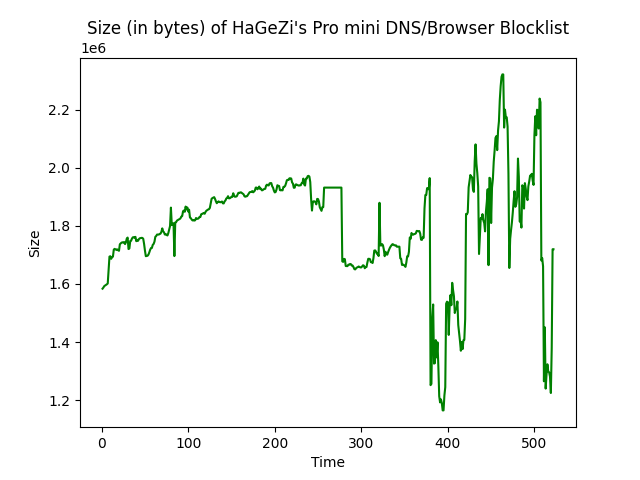 Size (in bytes) of HaGeZi's Pro mini DNS/Browser Blocklist
1e6
2.2
2.0
1.8
1.6
1.4
1.2
Size
0 100 200 300 400 500
Time